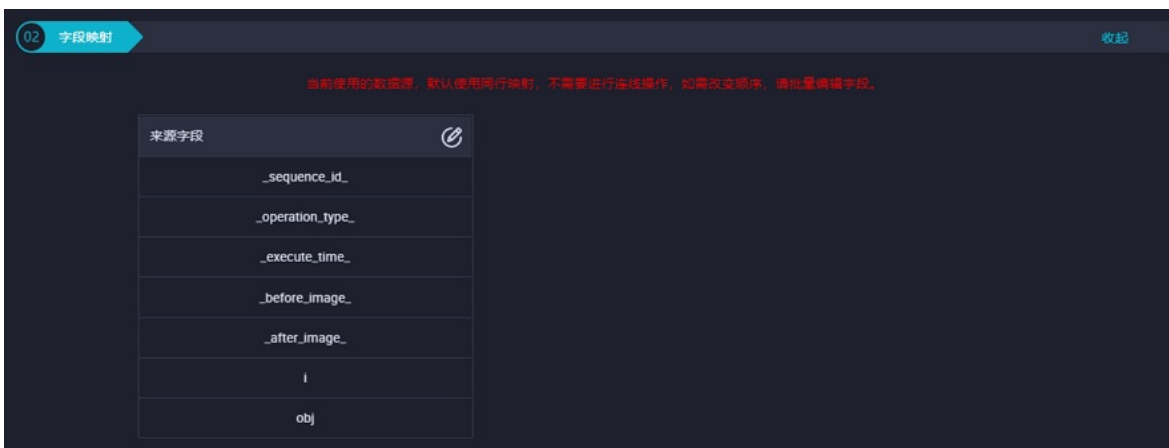 02 字段映射 收起
当前使用的数据源，默认使用同行映射，不需要进行连线操作，如需改变顺序，请批量编辑字段。
来源字段
_sequence_id_
_operation_type_
_execute_time_
_before_image_
_after_image_
i
obj